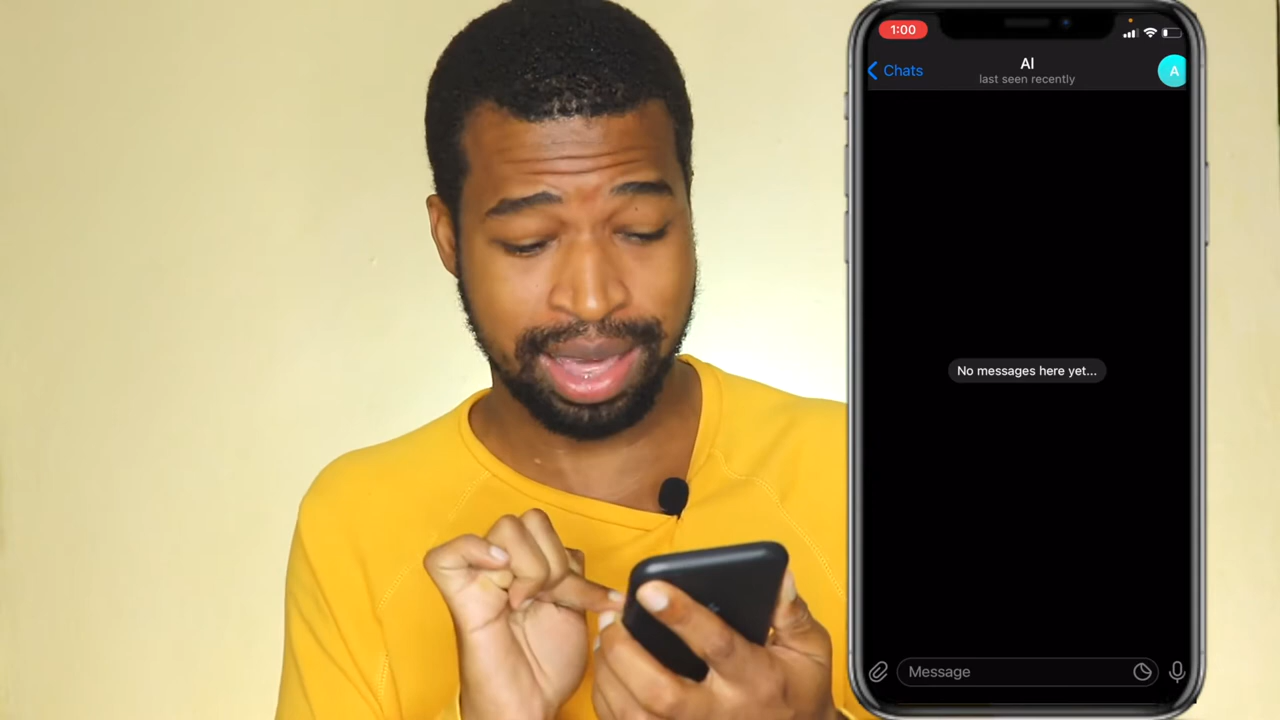 1:00
Chats
AI
last seen recently
A
No messages here yet...
Message